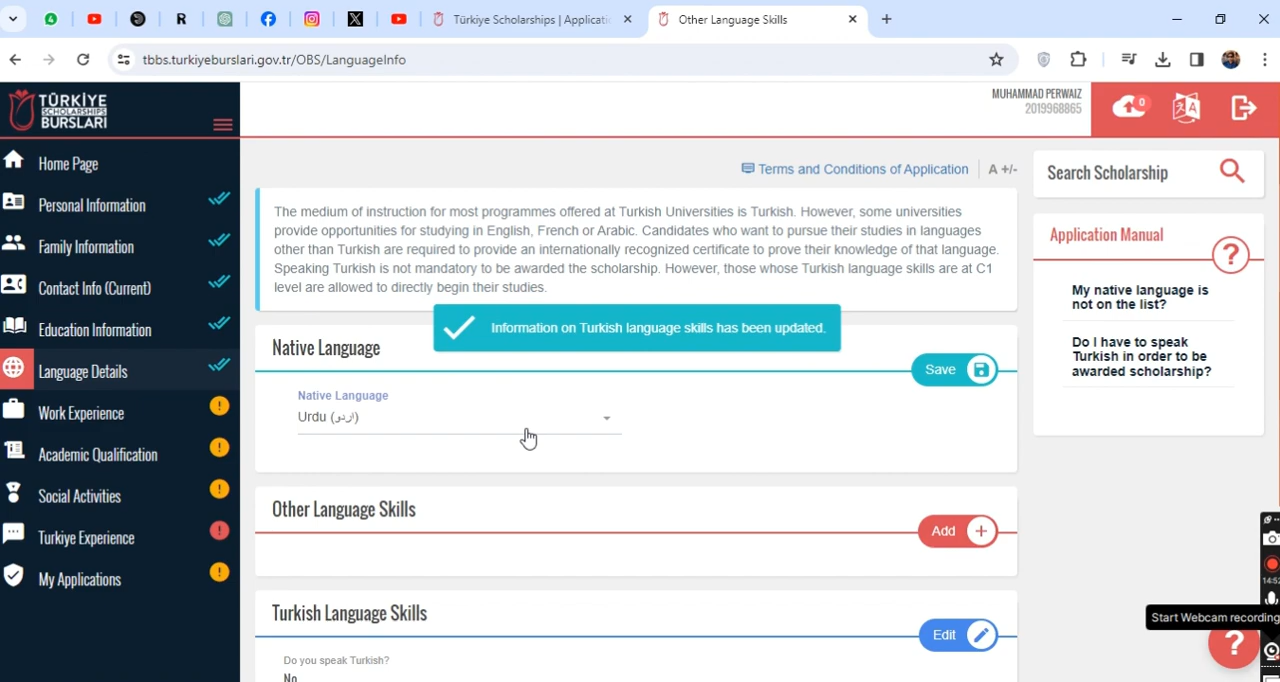 Türkiye Scholarships | Applicatio
Other Language Skills
tbbs.turkiyeburslari.gov.tr/OBS/LanguageInfo
TÜRKİYE
SCHOLARSHIPS
BURSLARI
MUHAMMAD PERWAIZ
2019968865
0
Home Page
Personal Information
Family Information
Contact Info (Current)
Education Information
Language Details
Work Experience
Academic Qualification
Social Activities
Turkiye Experience
My Applications
Terms and Conditions of Application
A +/-
The medium of instruction for most programmes offered at Turkish Universities is Turkish. However, some universities
provide opportunities for studying in English, French or Arabic. Candidates who want to pursue their studies in languages
other than Turkish are required to provide an internationally recognized certificate to prove their knowledge of that language.
Speaking Turkish is not mandatory to be awarded the scholarship. However, those whose Turkish language skills are at C1
level are allowed to directly begin their studies.
Information on Turkish language skills has been updated.
Native Language
Save
Native Language
Urdu (اردو)
Other Language Skills
Add +
Turkish Language Skills
Edit
Do you speak Turkish?
No
Search Scholarship
Application Manual
?
My native language is
not on the list?
Do I have to speak
Turkish in order to be
awarded scholarship?
14:52
Start Webcam recording
?